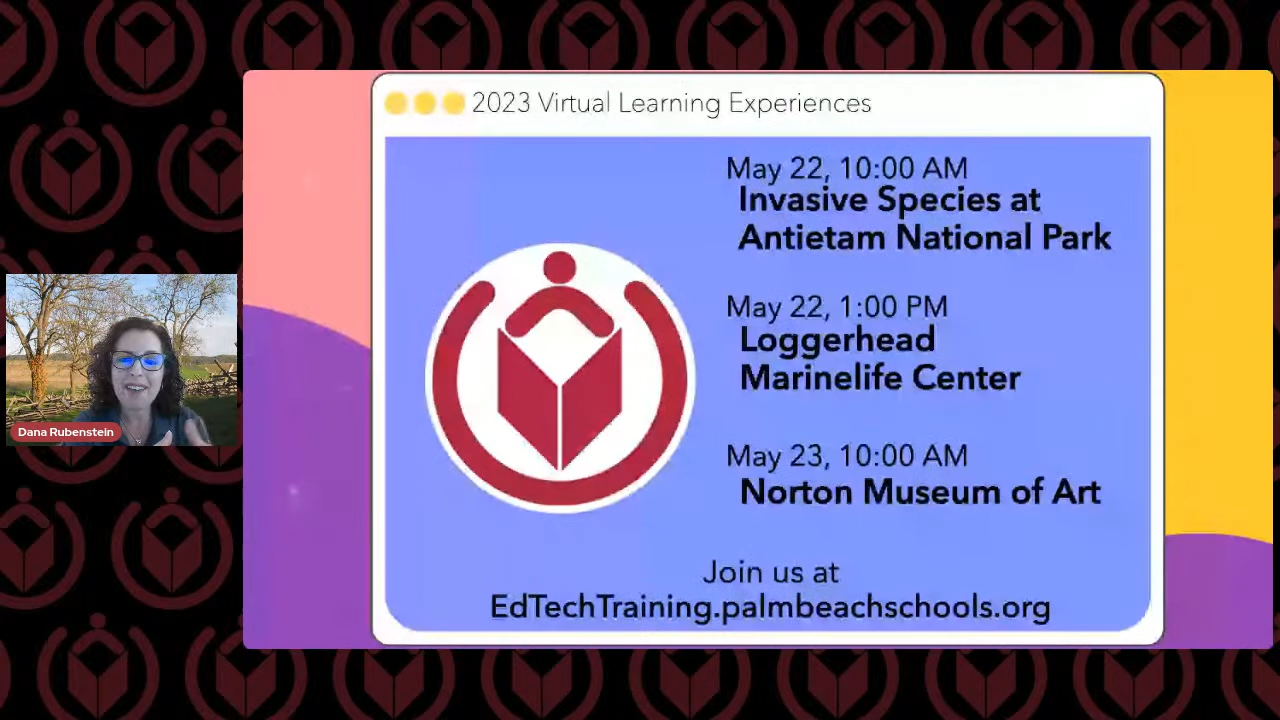 2023 Virtual Learning Experiences
May 22, 10:00 AM
Invasive Species at
Antietam National Park
May 22, 1:00 PM
Loggerhead
Marinelife Center
Dana Rubenstein
May 23, 10:00 AM
Norton Museum of Art
Join us at
EdTechTraining.palmbeachschools.org